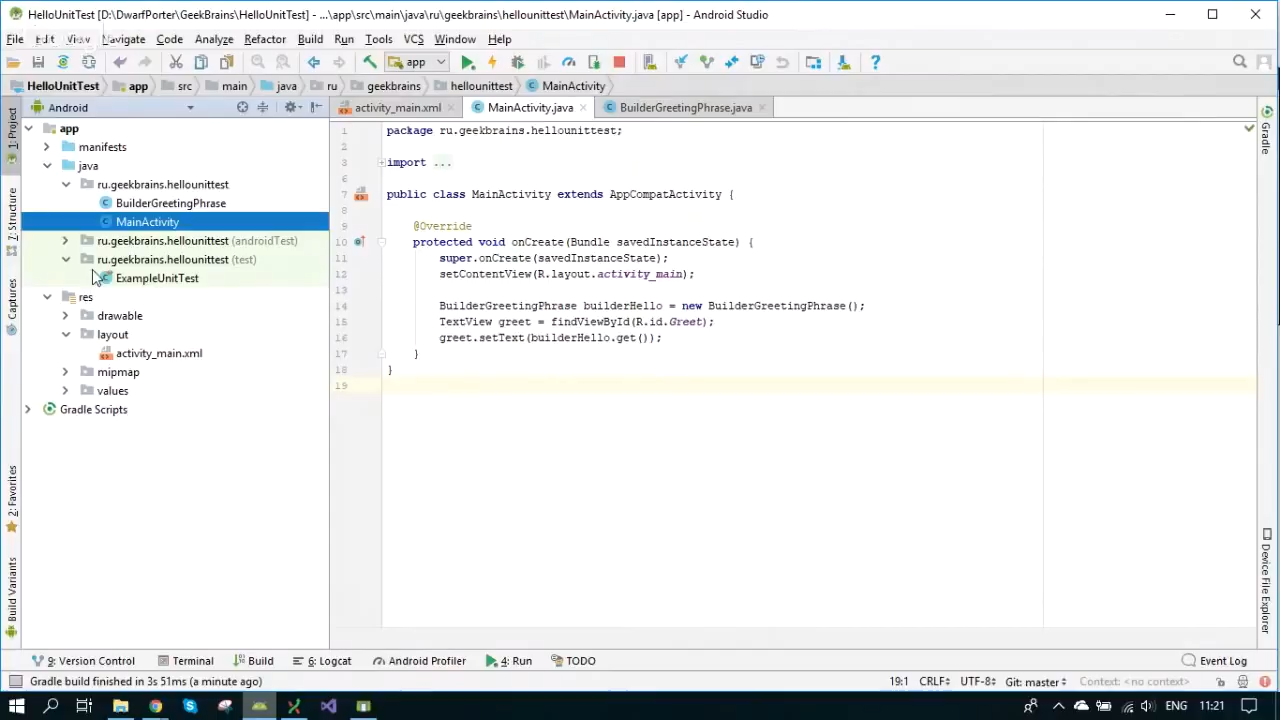 HelloUnitTest [D:\DwarfPorter\GeekBrains\HelloUnitTest] - ...\app\src\main\java\ru\geekbrains\hellounittest\MainActivity.java [app] - Android Studio
File Edit View Navigate Code Analyze Refactor Build Run Tools VCS Window Help
app
HelloUnitTest app src main java ru geekbrains hellounittest MainActivity.java
Android
activity_main.xml MainActivity.java BuilderGreetingPhrase.java
1: Project
7: Structure
Captures
2: Favorites
Build Variants
app
manifests
java
ru.geekbrains.hellounittest
BuilderGreetingPhrase
MainActivity
ru.geekbrains.hellounittest (androidTest)
ru.geekbrains.hellounittest (test)
ExampleUnitTest
res
drawable
layout
activity_main.xml
mipmap
values
Gradle Scripts
1 package ru.geekbrains.hellounittest;
2
3 import ...
6
7 public class MainActivity extends AppCompatActivity {
8
9 @Override
10 protected void onCreate(Bundle savedInstanceState) {
11 super.onCreate(savedInstanceState);
12 setContentView(R.layout.activity_main);
13
14 BuilderGreetingPhrase builderHello = new BuilderGreetingPhrase();
15 TextView greet = findViewById(R.id.Greet);
16 greet.setText(builderHello.get());
17 }
18 }
19
Gradle
Device File Explorer
9: Version Control Terminal Build 6: Logcat Android Profiler 4: Run TODO Event Log
Gradle build finished in 3s 51ms (a minute ago) 19:1 CRLF UTF-8 Git: master Context: <no context>
ENG 11:21